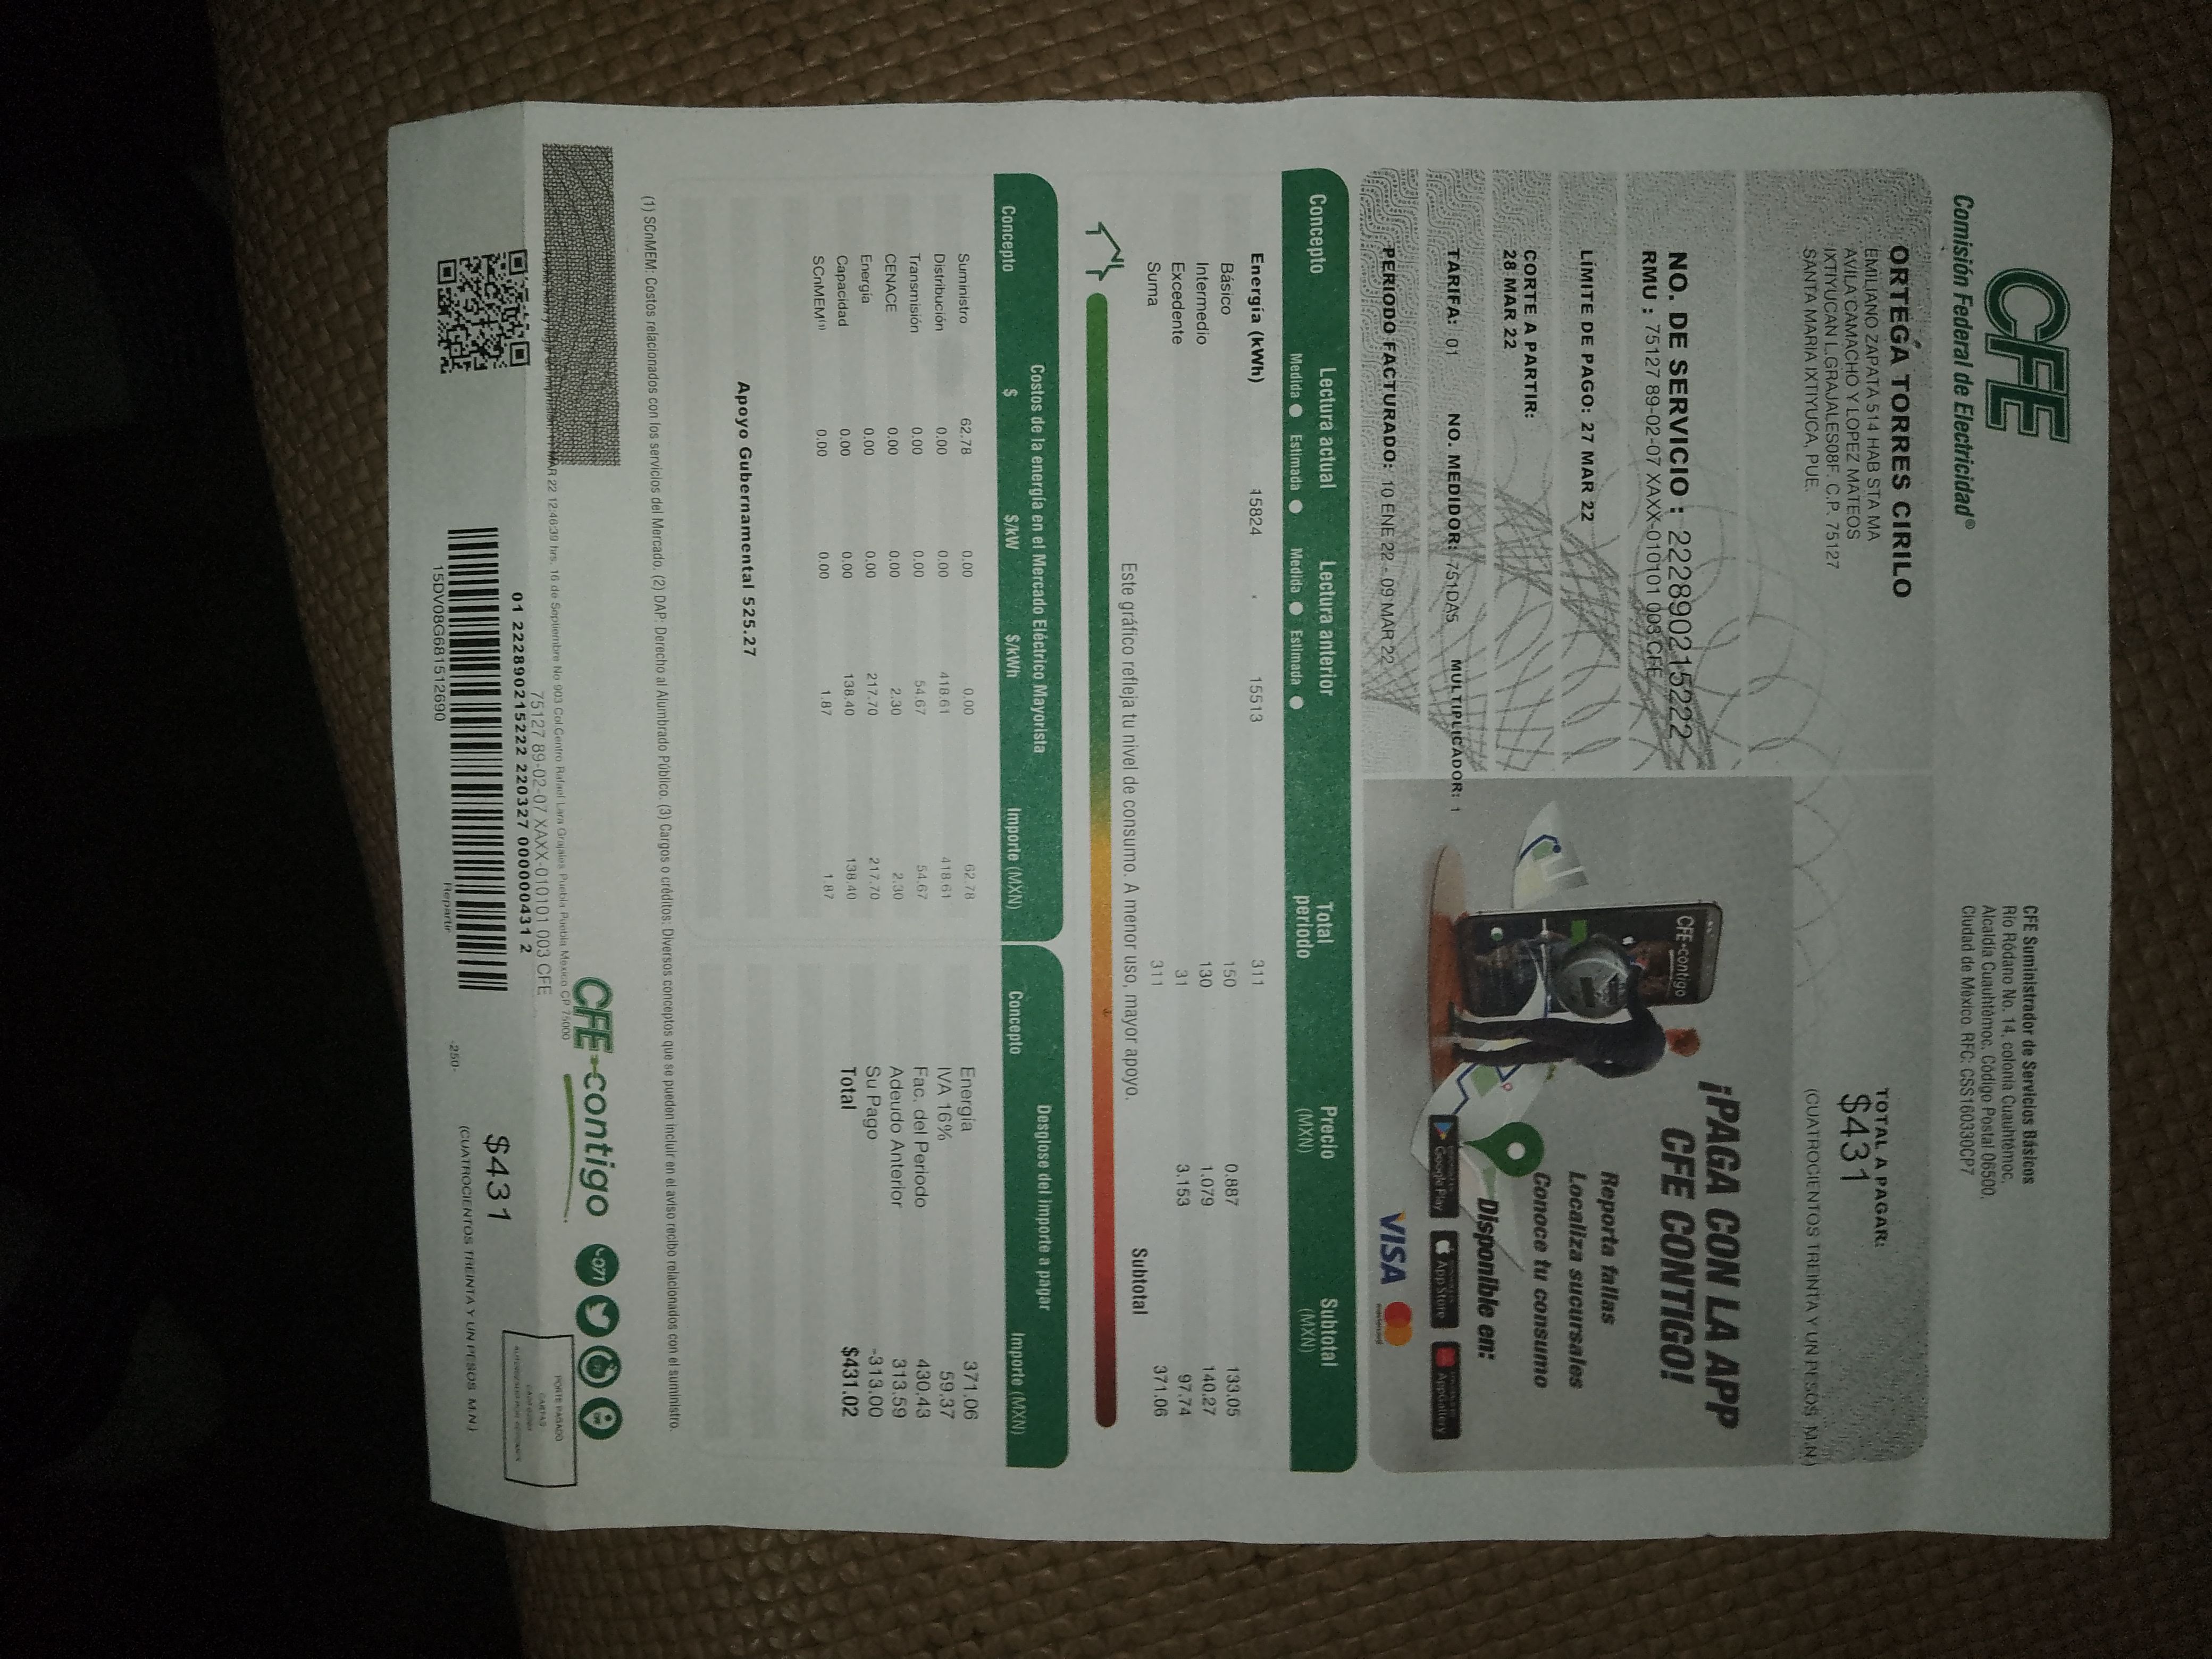 CFE
Comisión Federal de Electricidad®
CFE Suministrador de Servicios Básicos
Río Ródano No. 14, colonia Cuauhtémoc,
Alcaldía Cuauhtémoc, Código Postal 06500,
Ciudad de México. RFC: CSS160330CP7
ORTEGA TORRES CIRILO
EMILIANO ZAPATA 514 HAB STA MA
AVILA CAMACHO Y LOPEZ MATEOS
IXTIYUCAN L.GRAJALES08F. C.P. 75127
SANTA MARIA IXTIYUCA, PUE.
TOTAL A PAGAR:
$431
(CUATROCIENTOS TREINTA Y UN PESOS M.N.)
NO. DE SERVICIO : 222890215222
RMU : 75127 89-02-07 XAXX-010101 003 CFE
LÍMITE DE PAGO: 27 MAR 22
CORTE A PARTIR:
28 MAR 22
TARIFA: 01 NO. MEDIDOR: 751DA5 MULTIPLICADOR: 1
PERIODO FACTURADO: 10 ENE 22 - 09 MAR 22
¡PAGA CON LA APP
CFE CONTIGO!
Reporta fallas
Localiza sucursales
Conoce tu consumo
Disponible en:
Google Play
App Store
AppGallery
VISA
mastercard
CFE-contigo
Concepto Lectura actual Lectura anterior Total periodo Precio (MXN) Subtotal (MXN)
Medida Estimada Medida Estimada
Energía (kWh) 15824 - 15513 311
Básico 150 0.887 133.05
Intermedio 130 1.079 140.27
Excedente 31 3.153 97.74
Suma 311 371.06
Subtotal
Este gráfico refleja tu nivel de consumo. A menor uso, mayor apoyo.
Costos de la energía en el Mercado Eléctrico Mayorista
Concepto $ $/kW $/kWh Importe (MXN)
Suministro 62.78 0.00 0.00 62.78
Distribución 0.00 0.00 418.61 418.61
Transmisión 0.00 0.00 54.67 54.67
CENACE 0.00 0.00 2.30 2.30
Energía 0.00 0.00 217.70 217.70
Capacidad 0.00 0.00 138.40 138.40
SCnMEM(1) 0.00 0.00 1.87 1.87
Apoyo Gubernamental 525.27
Desglose del importe a pagar
Concepto Importe (MXN)
Energía 371.06
IVA 16% 59.37
Fac. del Periodo 430.43
Adeudo Anterior 313.59
Su Pago -313.00
Total $431.02
(1) SCnMEM: Costos relacionados con los servicios del Mercado. (2) DAP: Derecho al Alumbrado Público. (3) Cargos o créditos: Diversos conceptos que se pueden incluir en el aviso recibo relacionados con el suministro.
CFE-contigo
071
MAR 22 12:46:39 hrs. 16 de Septiembre No 903 Col.Centro Rafael Lara Grajales Puebla Puebla Mexico CP 75000
75127 89-02-07 XAXX-010101 003 CFE
01 222890215222 220327 000000431 2
15DV08G681512690
Repartir
-250-
$431
(CUATROCIENTOS TREINTA Y UN PESOS M.N.)
PORTE PAGADO
CARTAS